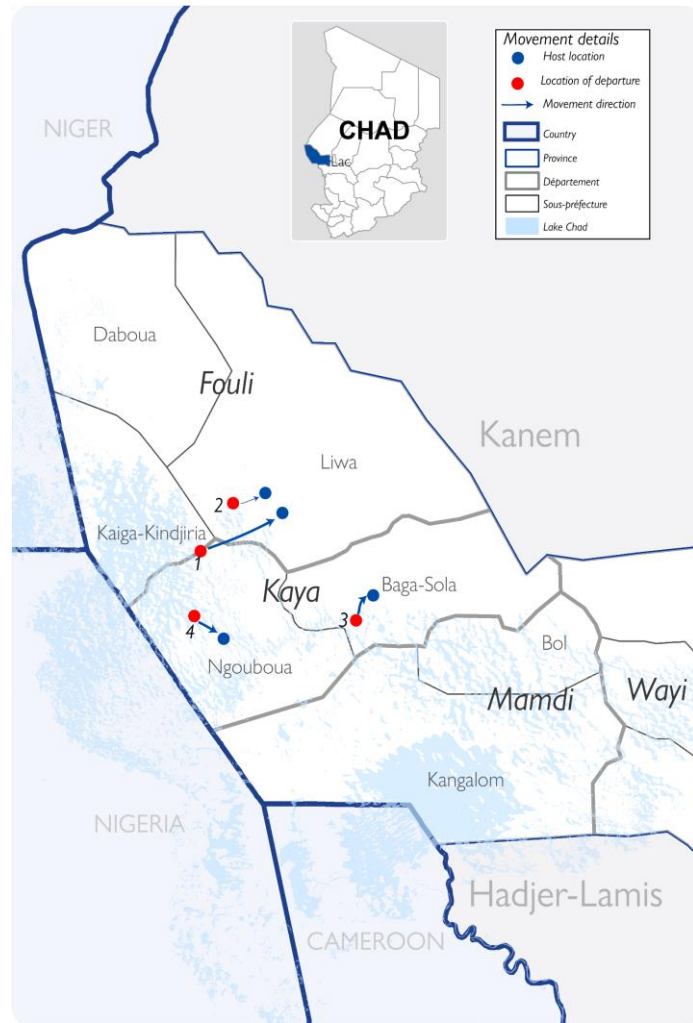 NIGER
CHAD
Lac
Movement details
Host location
Location of departure
Movement direction
Country
Province
Département
Sous-préfecture
Lake Chad
Daboua
Fouli
Kanem
Liwa
2
Kaiga-Kindjiria
1
Kaya
Baga-Sola
3
4
Ngouboua
Bol
Mamdi
Wayi
Kangalom
NIGERIA
Hadjer-Lamis
CAMEROON